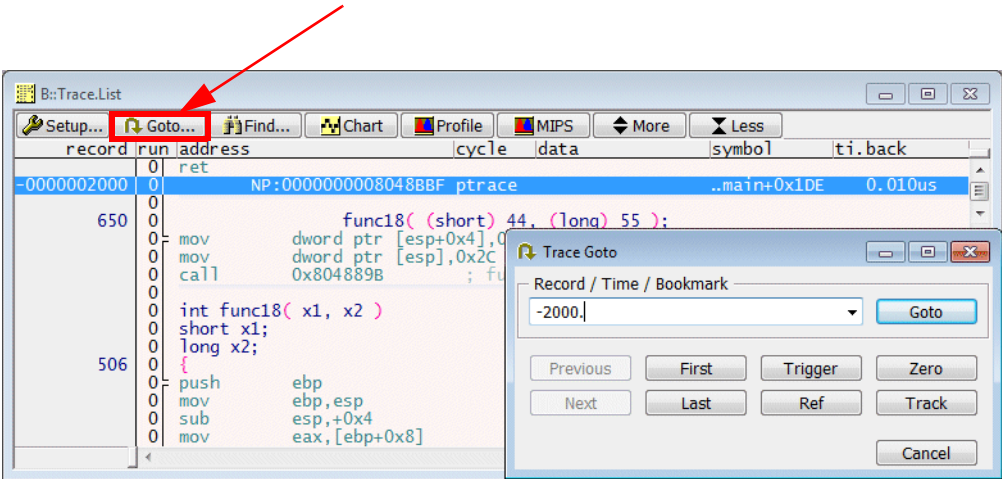 B::Trace.List
Setup... Goto... Find... Chart Profile MIPS More Less
record run address cycle data symbol ti.back
0 ret
-0000002000 0 NP:0000000008048BBF ptrace ..main+0x1DE 0.010us
0
650 0 func18( (short) 44, (long) 55 );
0 mov dword ptr [esp+0x4],0
0 mov dword ptr [esp],0x2C
0 call 0x804889B ; fu
0
0 int func18( x1, x2 )
0 short x1;
0 long x2;
506 0 {
0 push ebp
0 mov ebp,esp
0 sub esp,+0x4
0 mov eax,[ebp+0x8]
Trace Goto
Record / Time / Bookmark
-2000. Goto
Previous First Trigger Zero
Next Last Ref Track
Cancel